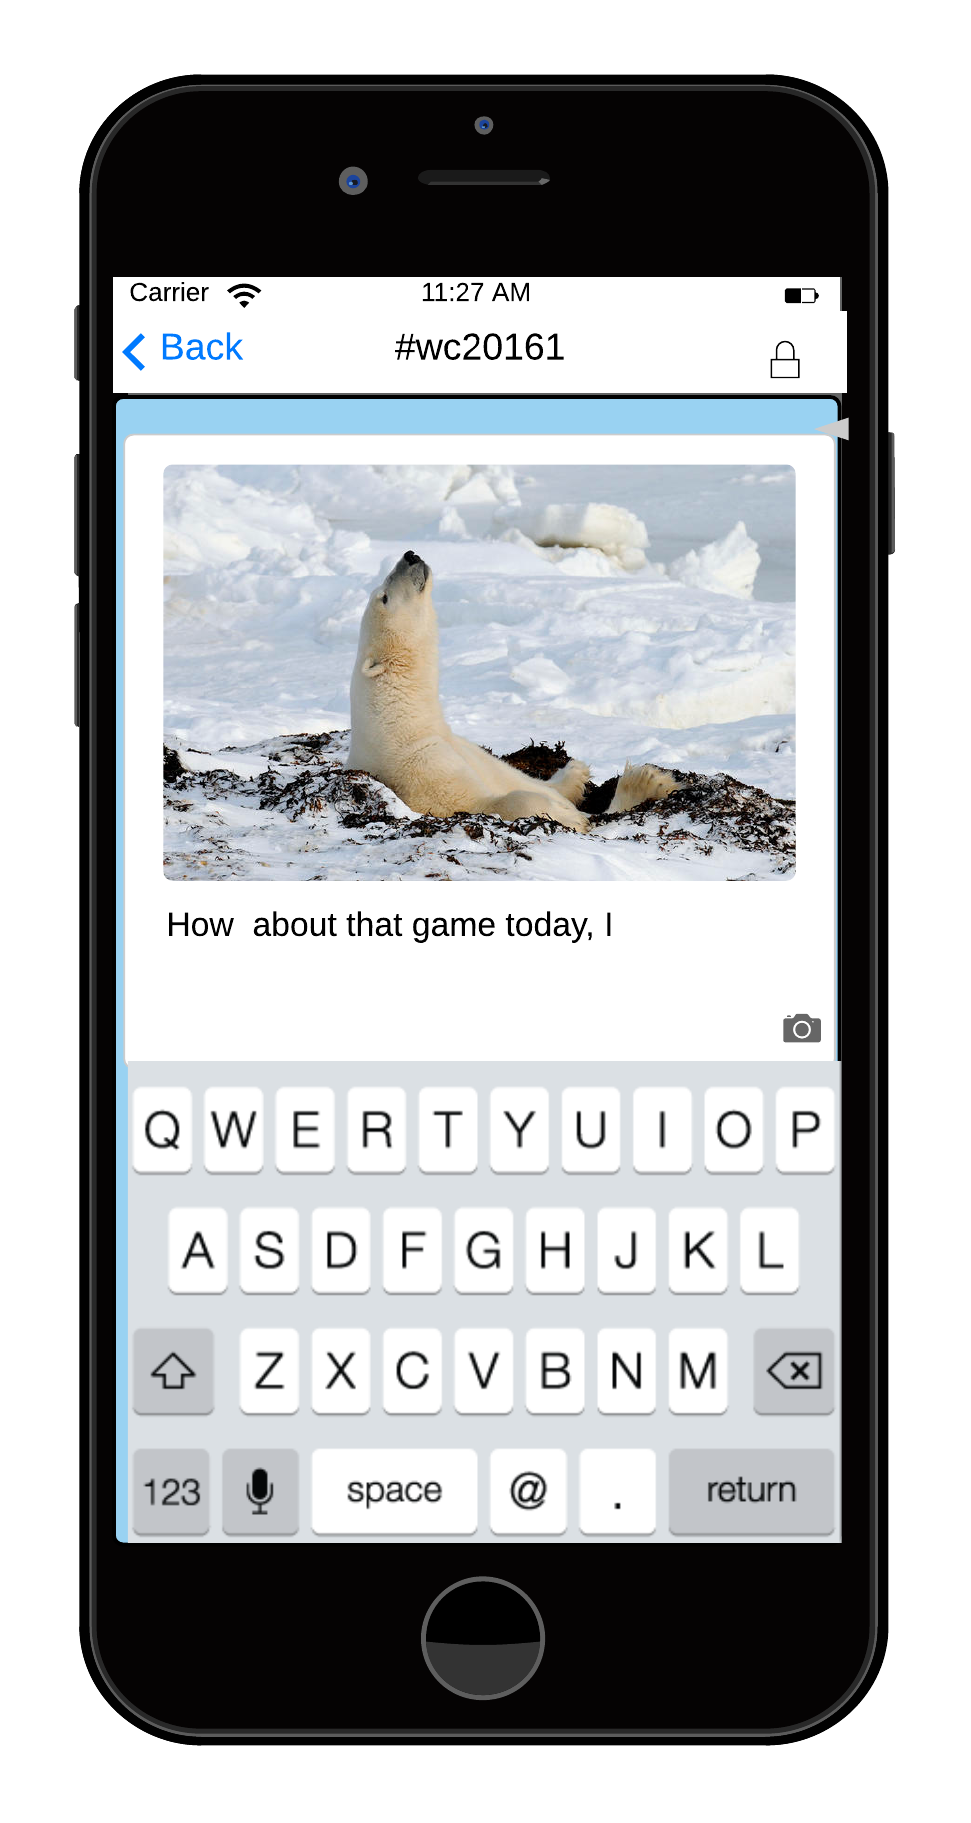 Carrier 11:27 AM
Back #wc20161
How  about that game today, I
Q W E R T Y U I O P
A S D F G H J K L
Z X C V B N M
123 space @ . return